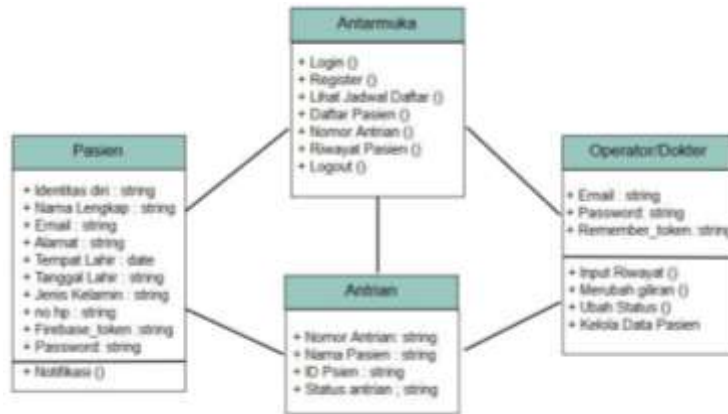 Antarmuka
+ Login ()
+ Register ()
+ Lihat Jadwal Daftar ()
+ Daftar Pasien ()
+ Nomor Antrian ()
+ Riwayat Pasien ()
+ Logout ()
Pasien
+ Identitas diri : string
+ Nama Lengkap : string
+ Email : string
+ Alamat : string
+ Tempat Lahir : date
+ Tanggal Lahir : string
+ Jenis Kelamin : string
+ no hp : string
+ Firebase_token : string
+ Password: string
+ Notifikasi ()
Operator/Dokter
+ Email : string
+ Password: string
+ Remember_token: string
+ Input Riwayat ()
+ Merubah giliran ()
+ Ubah Status ()
+ Kelola Data Pasien
Antrian
+ Nomor Antrian: string
+ Nama Pasien : string
+ ID Psien : string
+ Status antrian ; string